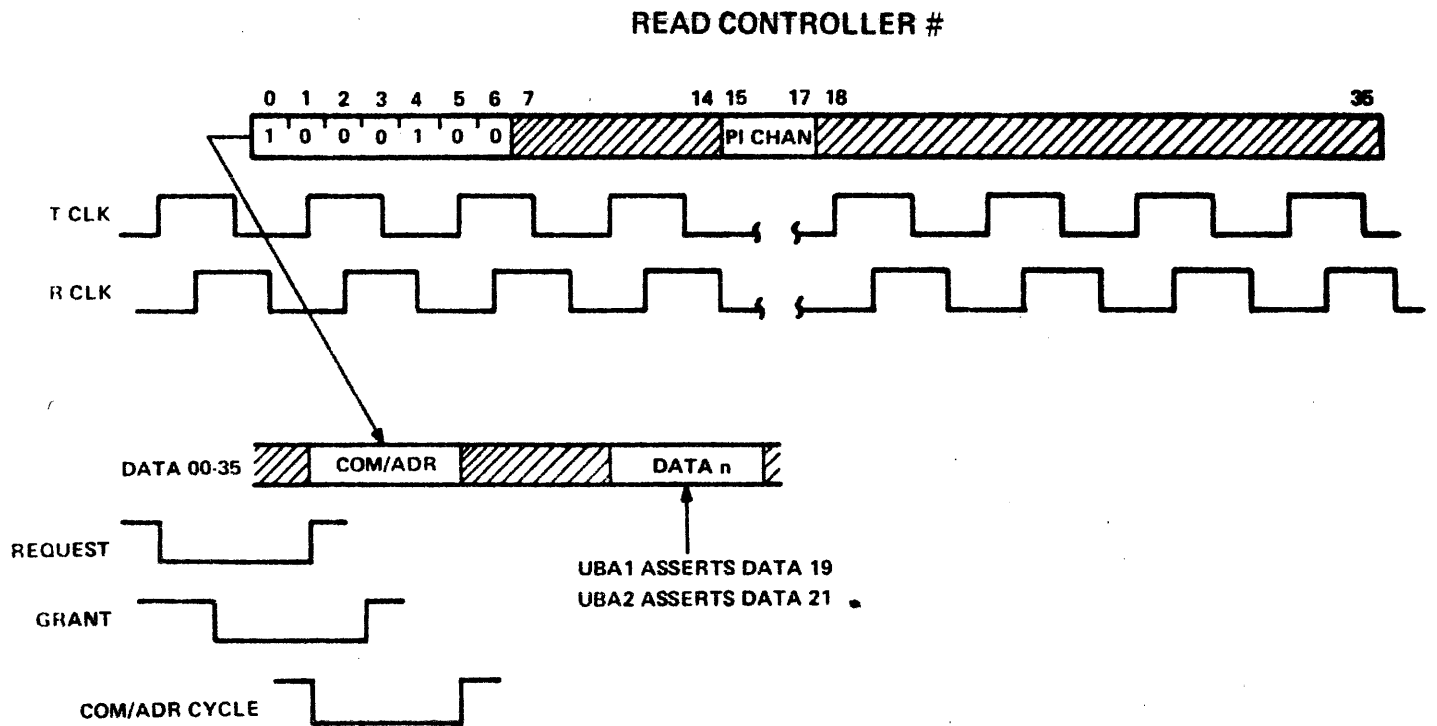 READ CONTROLLER #
0 1 2 3 4 5 6 7 14 15 17 18 35
1 0 0 0 1 0 0 PI CHAN
T CLK
R CLK
DATA 00-35 COM/ADR DATA n
REQUEST
UBA1 ASSERTS DATA 19
UBA2 ASSERTS DATA 21
GRANT
COM/ADR CYCLE